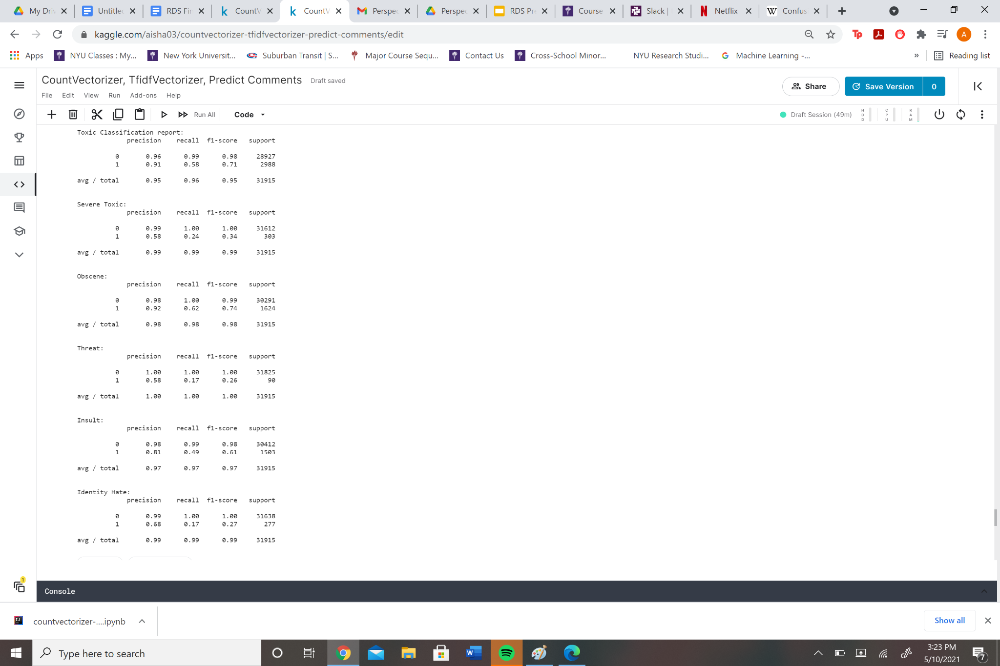 My Driv
Untitled
RDS Fin
CountV
CountV
Perspec
Perspec
RDS Pre
Course
Slack |
Netflix
Confus
kaggle.com/aisha03/countvectorizer-tfidfvectorizer-predict-comments/edit
Tp
A
Apps
NYU Classes : My...
New York Universit...
Suburban Transit | S...
Major Course Sequ...
Contact Us
Cross-School Minor...
NYU Research Studi...
Machine Learning -...
»
Reading list
CountVectorizer, TfidfVectorizer, Predict Comments Draft saved
Share
Save Version 0
File Edit View Run Add-ons Help
Run All
Code
Draft Session (49m)
HDD
CPU
RAM
Toxic Classification report:
precision recall f1-score support
0 0.96 0.99 0.98 28927
1 0.91 0.58 0.71 2988
avg / total 0.95 0.96 0.95 31915
Severe Toxic:
precision recall f1-score support
0 0.99 1.00 1.00 31612
1 0.58 0.24 0.34 303
avg / total 0.99 0.99 0.99 31915
Obscene:
precision recall f1-score support
0 0.98 1.00 0.99 30291
1 0.92 0.62 0.74 1624
avg / total 0.98 0.98 0.98 31915
Threat:
precision recall f1-score support
0 1.00 1.00 1.00 31825
1 0.58 0.17 0.26 90
avg / total 1.00 1.00 1.00 31915
Insult:
precision recall f1-score support
0 0.98 0.99 0.98 30412
1 0.81 0.49 0.61 1503
avg / total 0.97 0.97 0.97 31915
Identity Hate:
precision recall f1-score support
0 0.99 1.00 1.00 31638
1 0.68 0.17 0.27 277
avg / total 0.99 0.99 0.99 31915
1
Console
countvectorizer-....ipynb
Show all
Type here to search
3:23 PM
5/10/2021
7